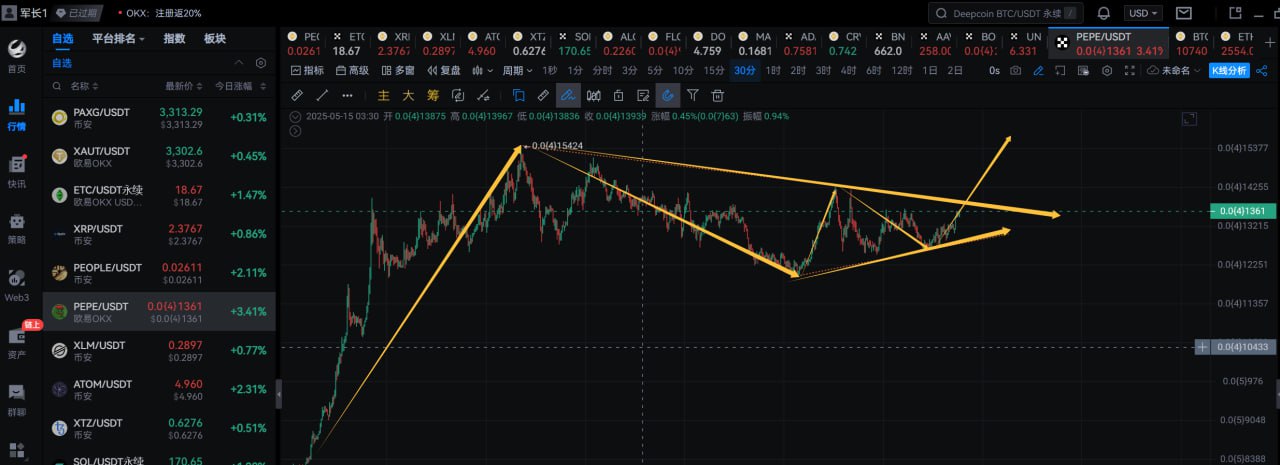 军长1 已过期 OKX：注册返20%
Deepcoin BTC/USDT 永续 /
USD
首页
行情
快讯
策略
Web3
链上
资产
群聊
自选 平台排名 指数 板块
自选
名称 最新价 今日涨幅
PAXG/USDT 3,313.29 +0.31%
币安 $3,313.29
XAUT/USDT 3,302.6 +0.45%
欧易OKX $3,302.6
ETC/USDT永续 18.67 +1.47%
欧易OKX USD... $18.67
XRP/USDT 2.3767 +0.86%
币安 $2.3767
PEOPLE/USDT 0.02611 +2.11%
币安 $0.02611
PEPE/USDT 0.0(4)1361 +3.41%
欧易OKX $0.0(4)1361
XLM/USDT 0.2897 +0.77%
币安 $0.2897
ATOM/USDT 4.960 +2.31%
币安 $4.960
XTZ/USDT 0.6276 +0.51%
币安 $0.6276
SOL/USDT永续 170.65
PE ETC XRI XLI ATC XTZ SOI ALC FLC DO MA AD. CR' BN AA\ BO UN PEPE/USDT BTC ETH
0.0261 18.67 2.3767 0.2897 4.960 0.6276 170.65 0.226( 0.0(4) 4.759 0.1681 0.7581 0.742 662.0 258.00 0.0(4): 6.331 0.0(4)1361 3.41% 10740 2554.0
指标 高级 多窗 复盘 周期 1秒 1分 分时 3分 5分 10分 15分 30分 1时 2时 3时 4时 6时 12时 1日 2日 0s 未命名 K线分析
主 大 筹
2025-05-15 03:30 开 0.0(4)13875 高 0.0(4)13967 低 0.0(4)13836 收 0.0(4)13939 涨幅 0.45%(0.0(7)63) 振幅 0.94%
0.0(4)15424
0.0(4)15377
0.0(4)14255
0.0(4)1361
0.0(4)13215
0.0(4)12251
0.0(4)11357
0.0(4)10433
0.0(5)976
0.0(5)9048
0.0(5)8388